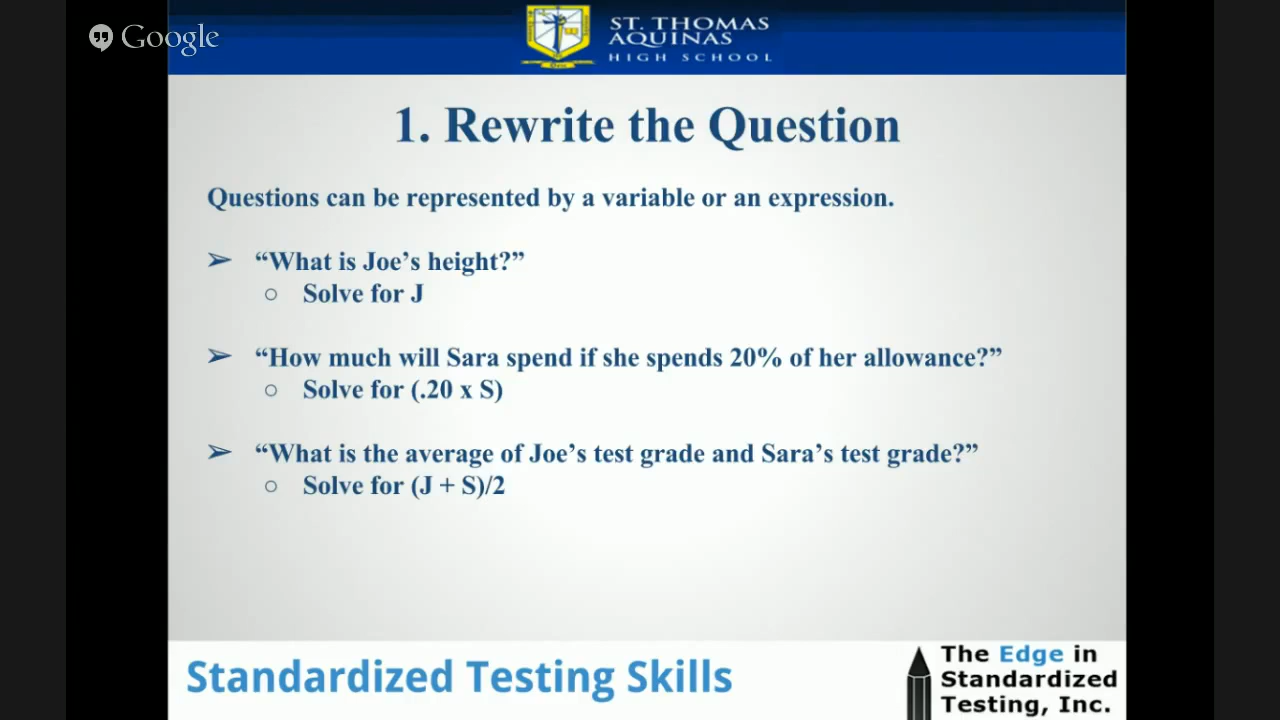 Google
ST. THOMAS
AQUINAS
HIGH SCHOOL
1. Rewrite the Question
Questions can be represented by a variable or an expression.
➢ “What is Joe’s height?”
○ Solve for J
➢ “How much will Sara spend if she spends 20% of her allowance?”
○ Solve for (.20 x S)
➢ “What is the average of Joe’s test grade and Sara’s test grade?”
○ Solve for (J + S)/2
Standardized Testing Skills
The Edge in
Standardized
Testing, Inc.